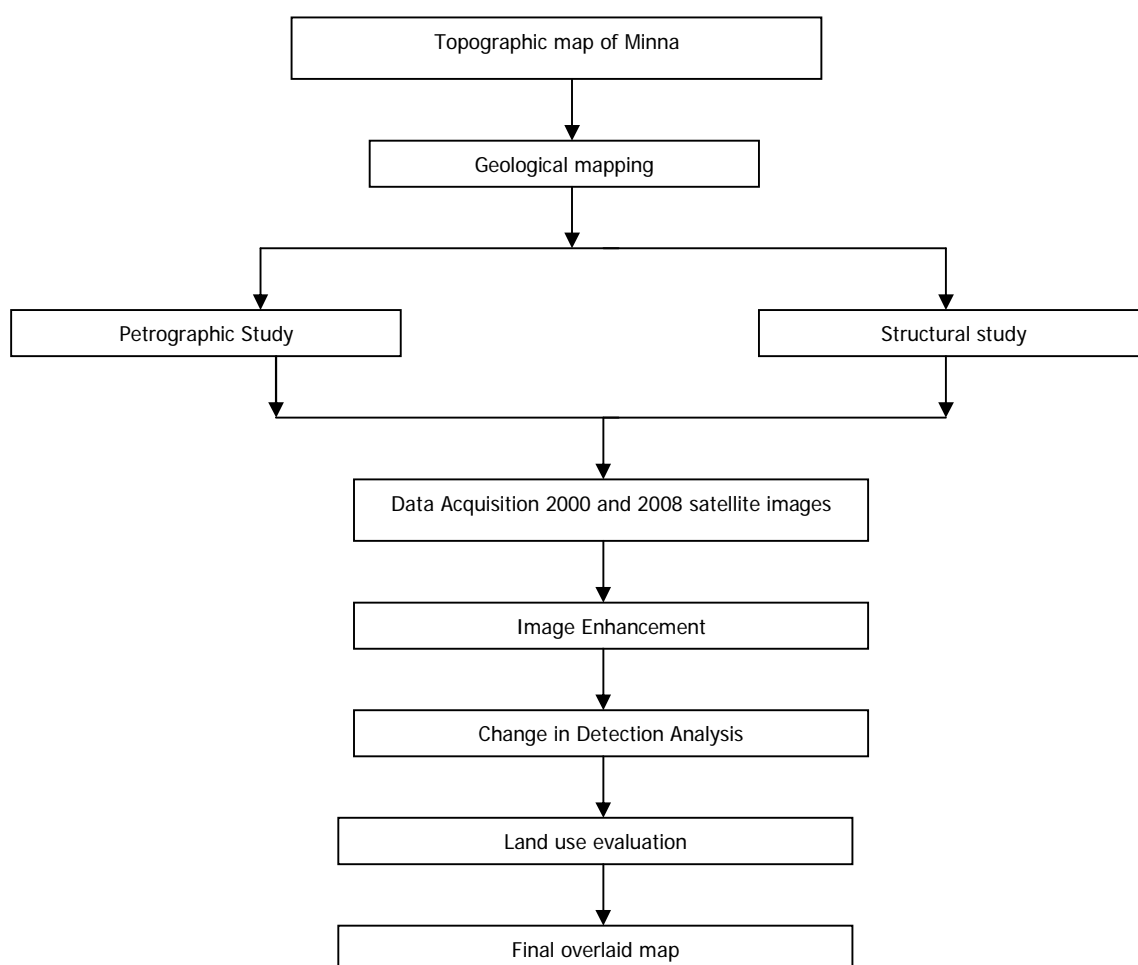 Topographic map of Minna
Geological mapping
Petrographic Study
Structural study
Data Acquisition 2000 and 2008 satellite images
Image Enhancement
Change in Detection Analysis
Land use evaluation
Final overlaid map